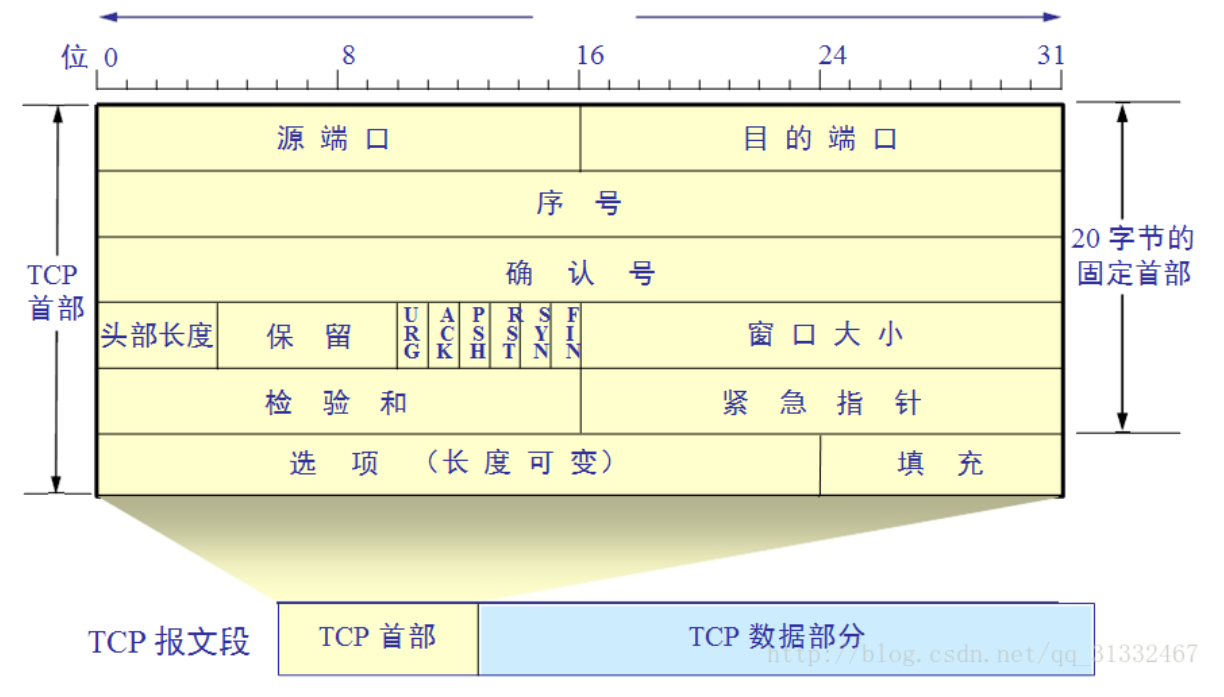 位 0 8 16 24 31
源 端 口 目 的 端 口
序 号
确 认 号
TCP
首部
20 字节的
固定首部
头部长度 保 留 URG ACK PSH RST SYN FIN 窗 口 大 小
检 验 和 紧 急 指 针
选 项 （长 度 可 变） 填 充
TCP 报文段 TCP 首部 TCP 数据部分
http://blog.csdn.net/qq_31332467